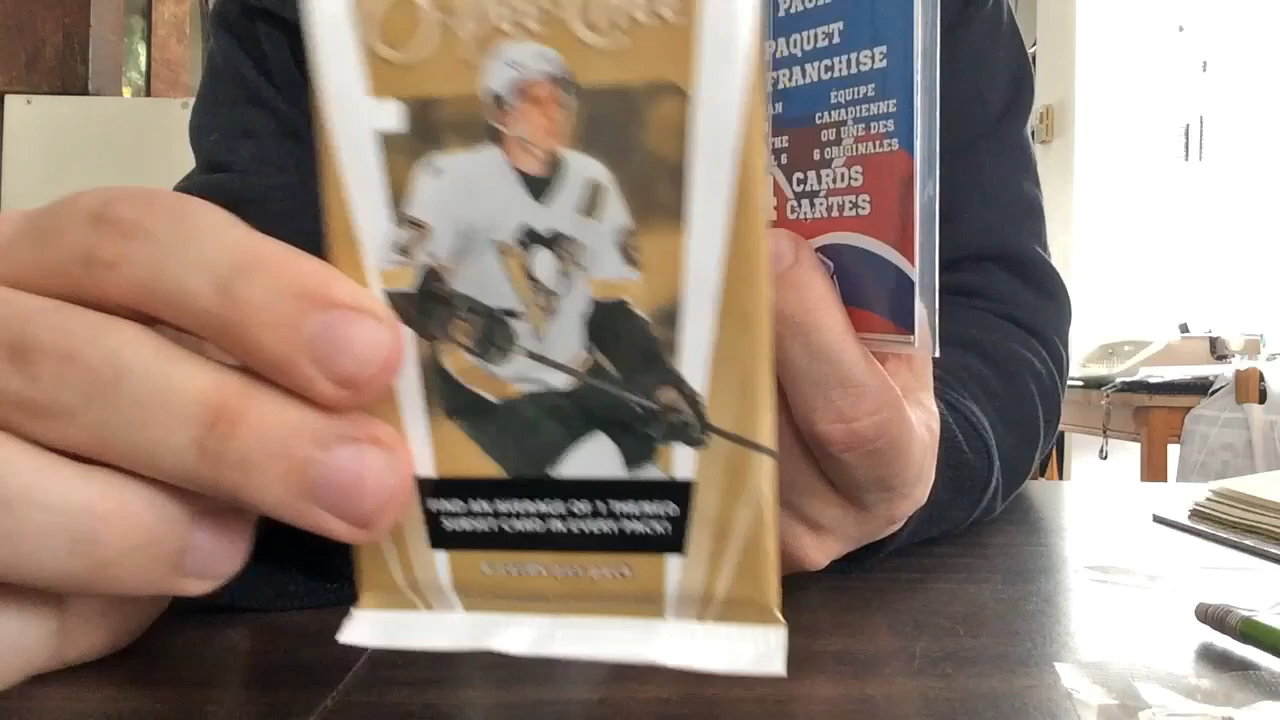 FIND AN AVERAGE OF 1 THEMED
SUBSET CARD IN EVERY PACK!
PACK
PAQUET
FRANCHISE
AN
ÉQUIPE
CANADIENNE
THE
OU UNE DES
L 6
6 ORIGINALES
CARDS
CARTES